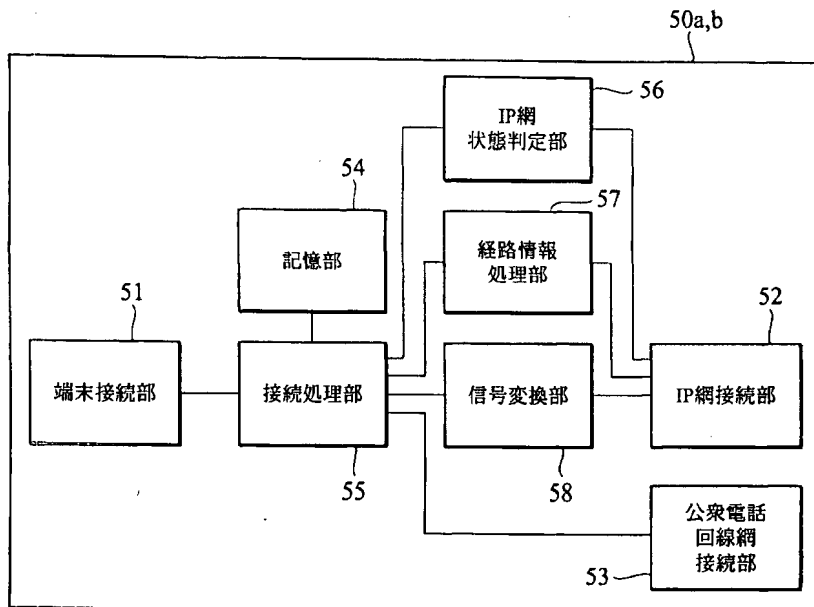 50a,b
56
IP網
状態判定部
54
57
記憶部
経路情報
処理部
51
52
端末接続部
接続処理部
信号変換部
IP網接続部
55
58
公衆電話
回線網
接続部
53